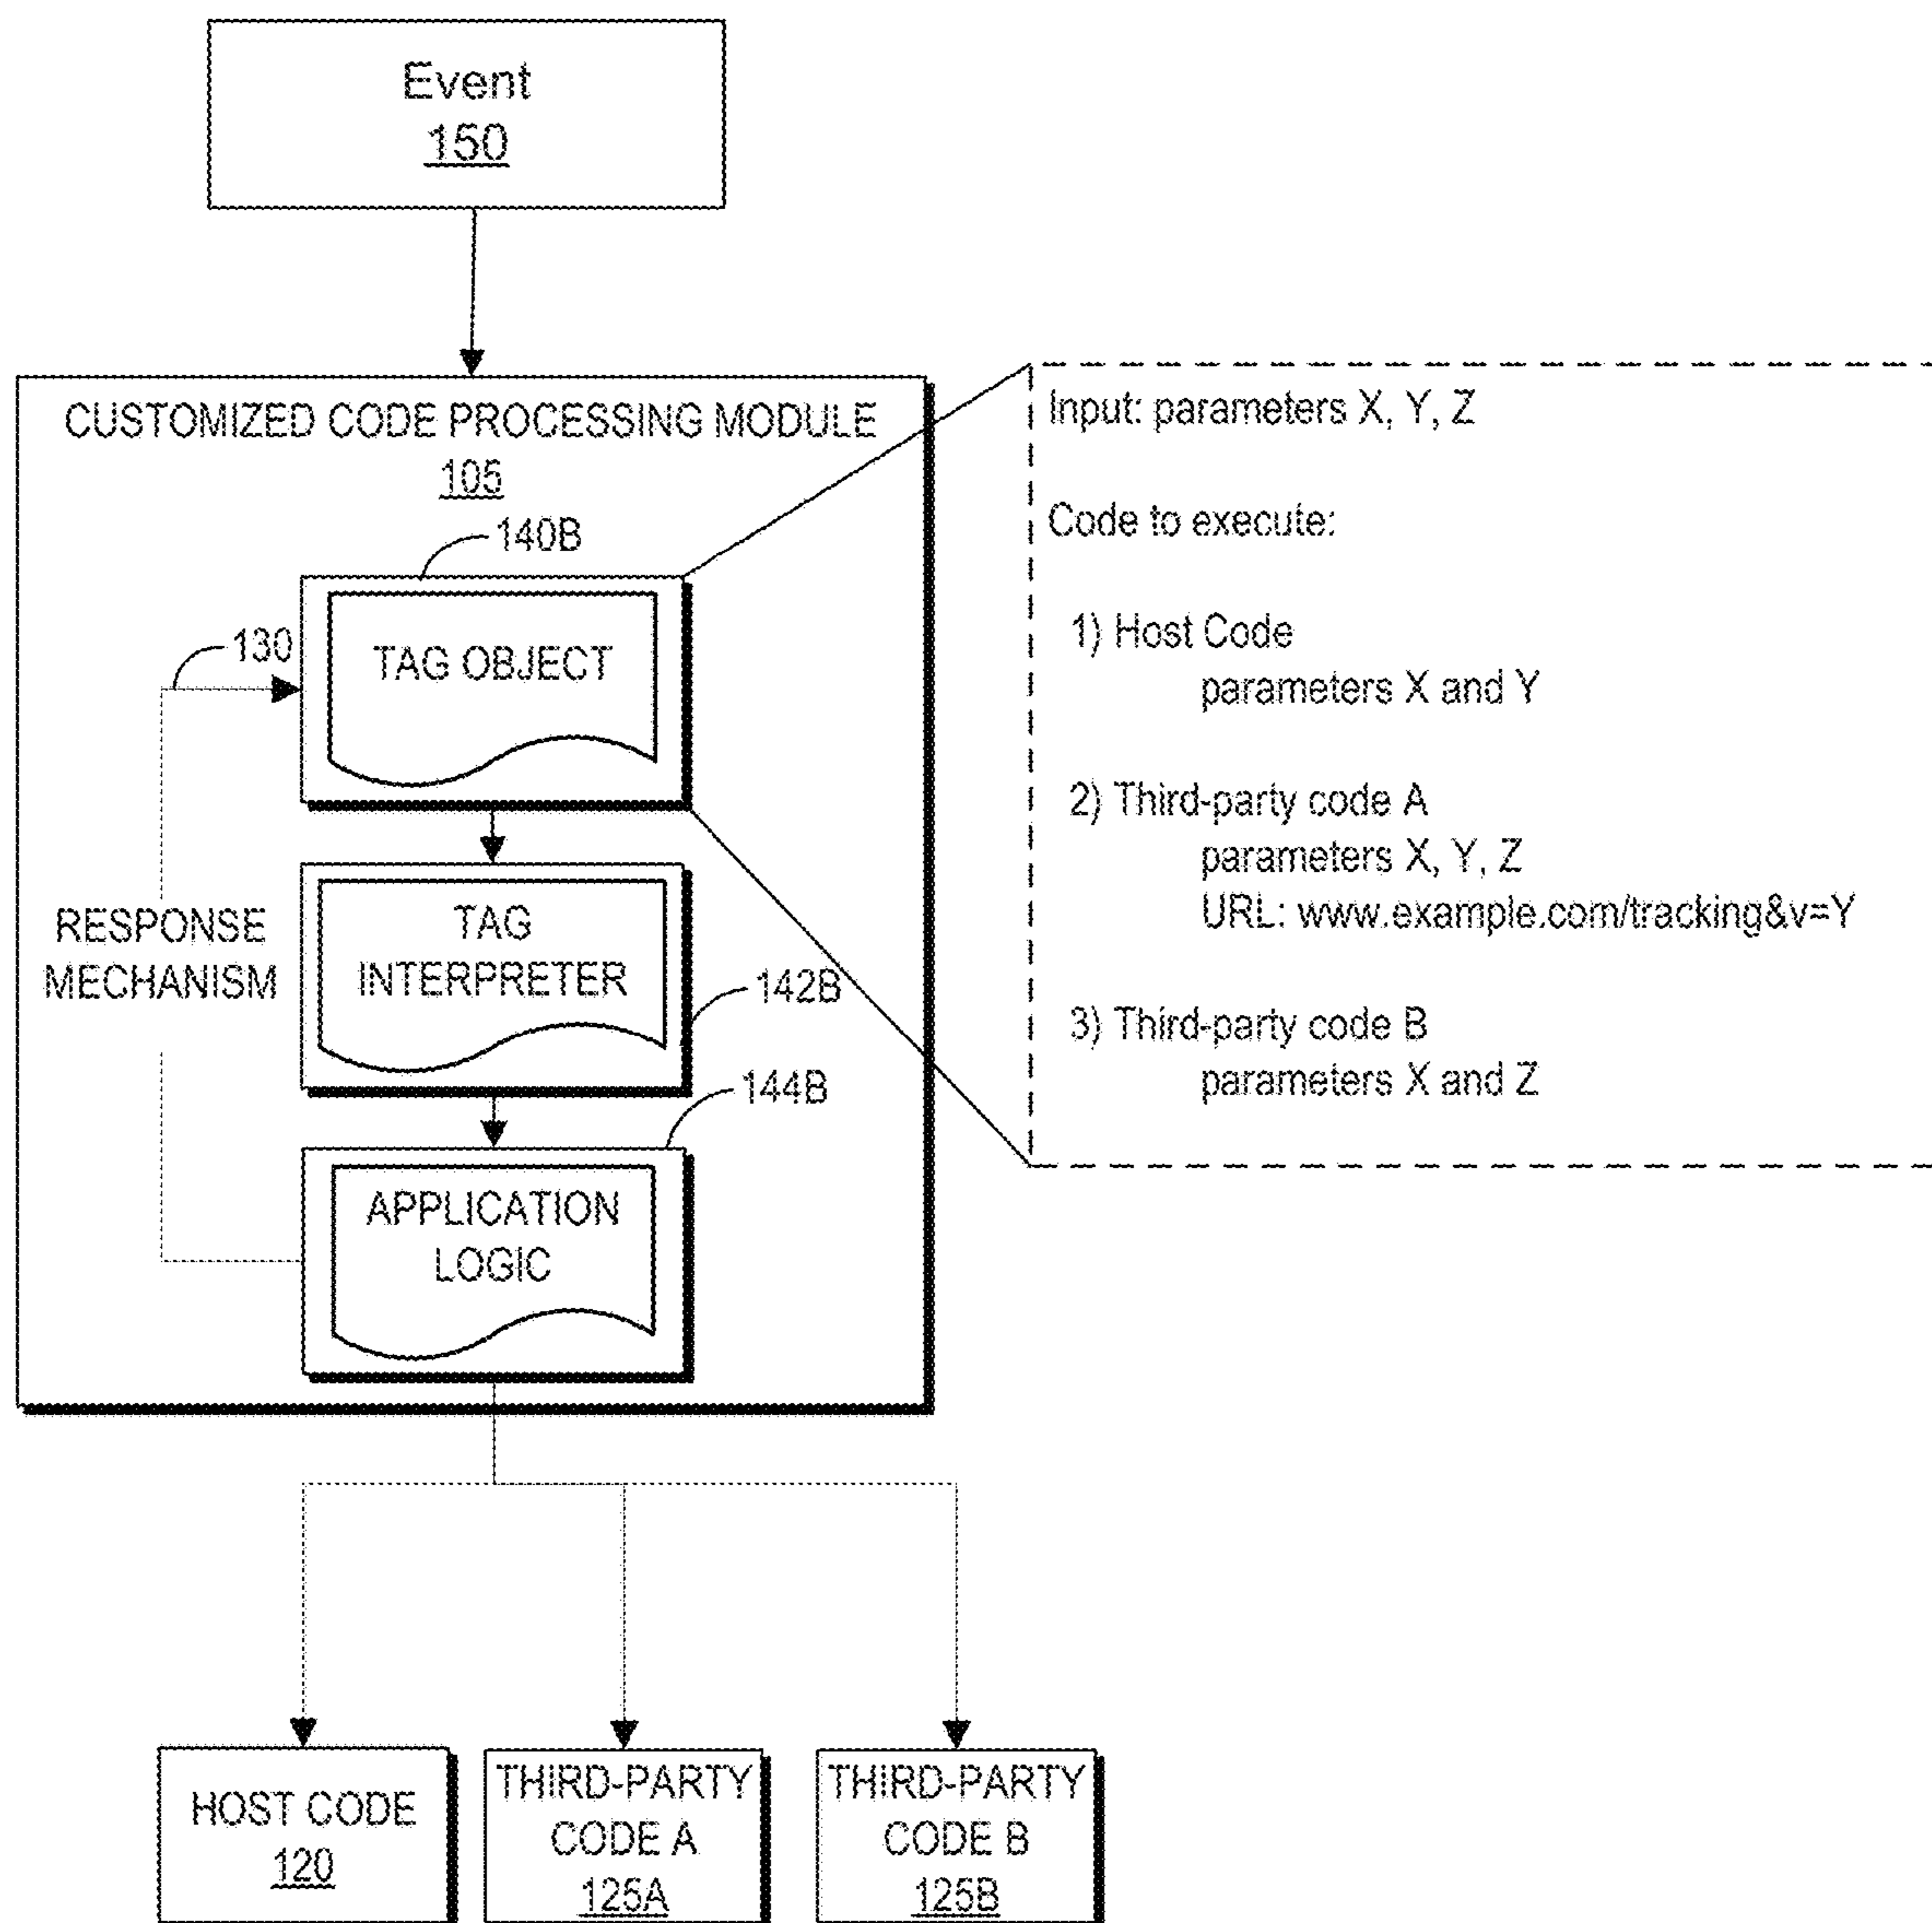 Event
150
CUSTOMIZED CODE PROCESSING MODULE
105
140B
130
TAG OBJECT
RESPONSE
MECHANISM
TAG
INTERPRETER
142B
144B
APPLICATION
LOGIC
Input: parameters X, Y, Z
Code to execute:
1) Host Code
parameters X and Y
2) Third-party code A
parameters X, Y, Z
URL: www.example.com/tracking&v=Y
3) Third-party code B
parameters X and Z
HOST CODE
120
THIRD-PARTY
CODE A
125A
THIRD-PARTY
CODE B
125B